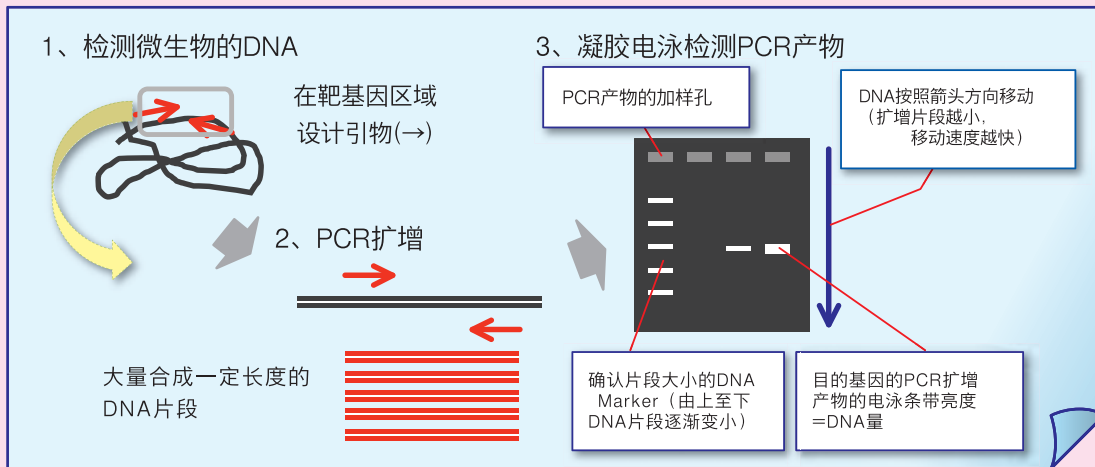 1、检测微生物的DNA
在靶基因区域
设计引物(→)
2、PCR扩增
大量合成一定长度的
DNA片段
3、凝胶电泳检测PCR产物
PCR产物的加样孔
DNA按照箭头方向移动
（扩增片段越小，
移动速度越快）
确认片段大小的DNA
Marker（由上至下
DNA片段逐渐变小）
目的基因的PCR扩增
产物的电泳条带亮度
=DNA量